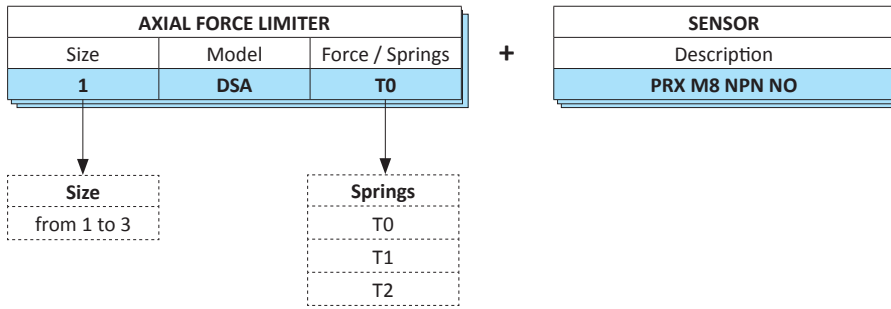 AXIAL FORCE LIMITER
Size Model Force / Springs
1 DSA T0
+
SENSOR
Description
PRX M8 NPN NO
Size
from 1 to 3
Springs
T0
T1
T2